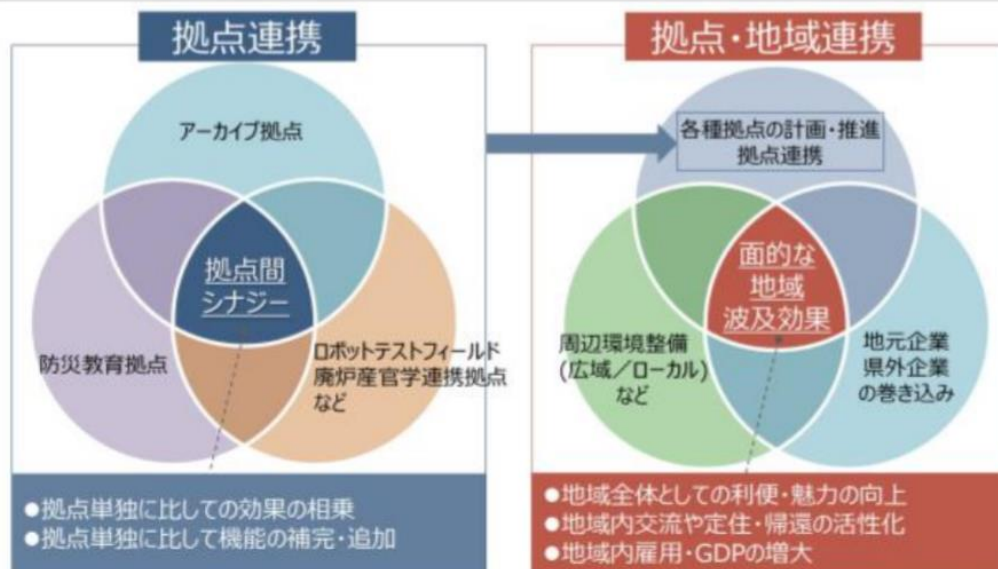 拠点連携
アーカイブ拠点
拠点間
シナジー
防災教育拠点
ロボットテストフィールド
廃炉産官学連携拠点
など
●拠点単独に比しての効果の相乗
●拠点単独に比して機能の補完・追加
拠点・地域連携
各種拠点の計画・推進
拠点連携
面的な
地域
波及効果
周辺環境整備
(広域／ローカル)
など
地元企業
県外企業
の巻き込み
●地域全体としての利便・魅力の向上
●地域内交流や定住・帰還の活性化
●地域内雇用・GDPの増大